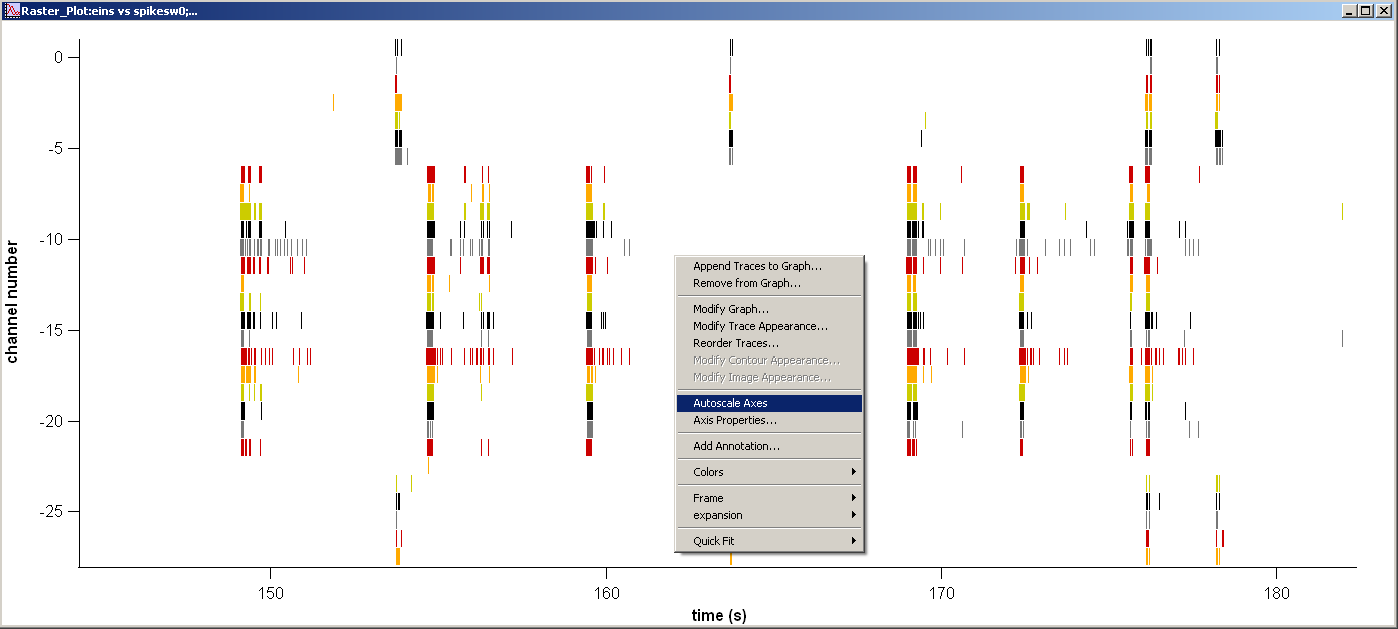 Raster_Plot:eins vs spikesw0;...
0
-5
-10
-15
-20
-25
channel number
Append Traces to Graph...
Remove from Graph...
Modify Graph...
Modify Trace Appearance...
Reorder Traces...
Modify Contour Appearance...
Modify Image Appearance...
Autoscale Axes
Axis Properties...
Add Annotation...
Colors
Frame
expansion
Quick Fit
150
160
170
180
time (s)